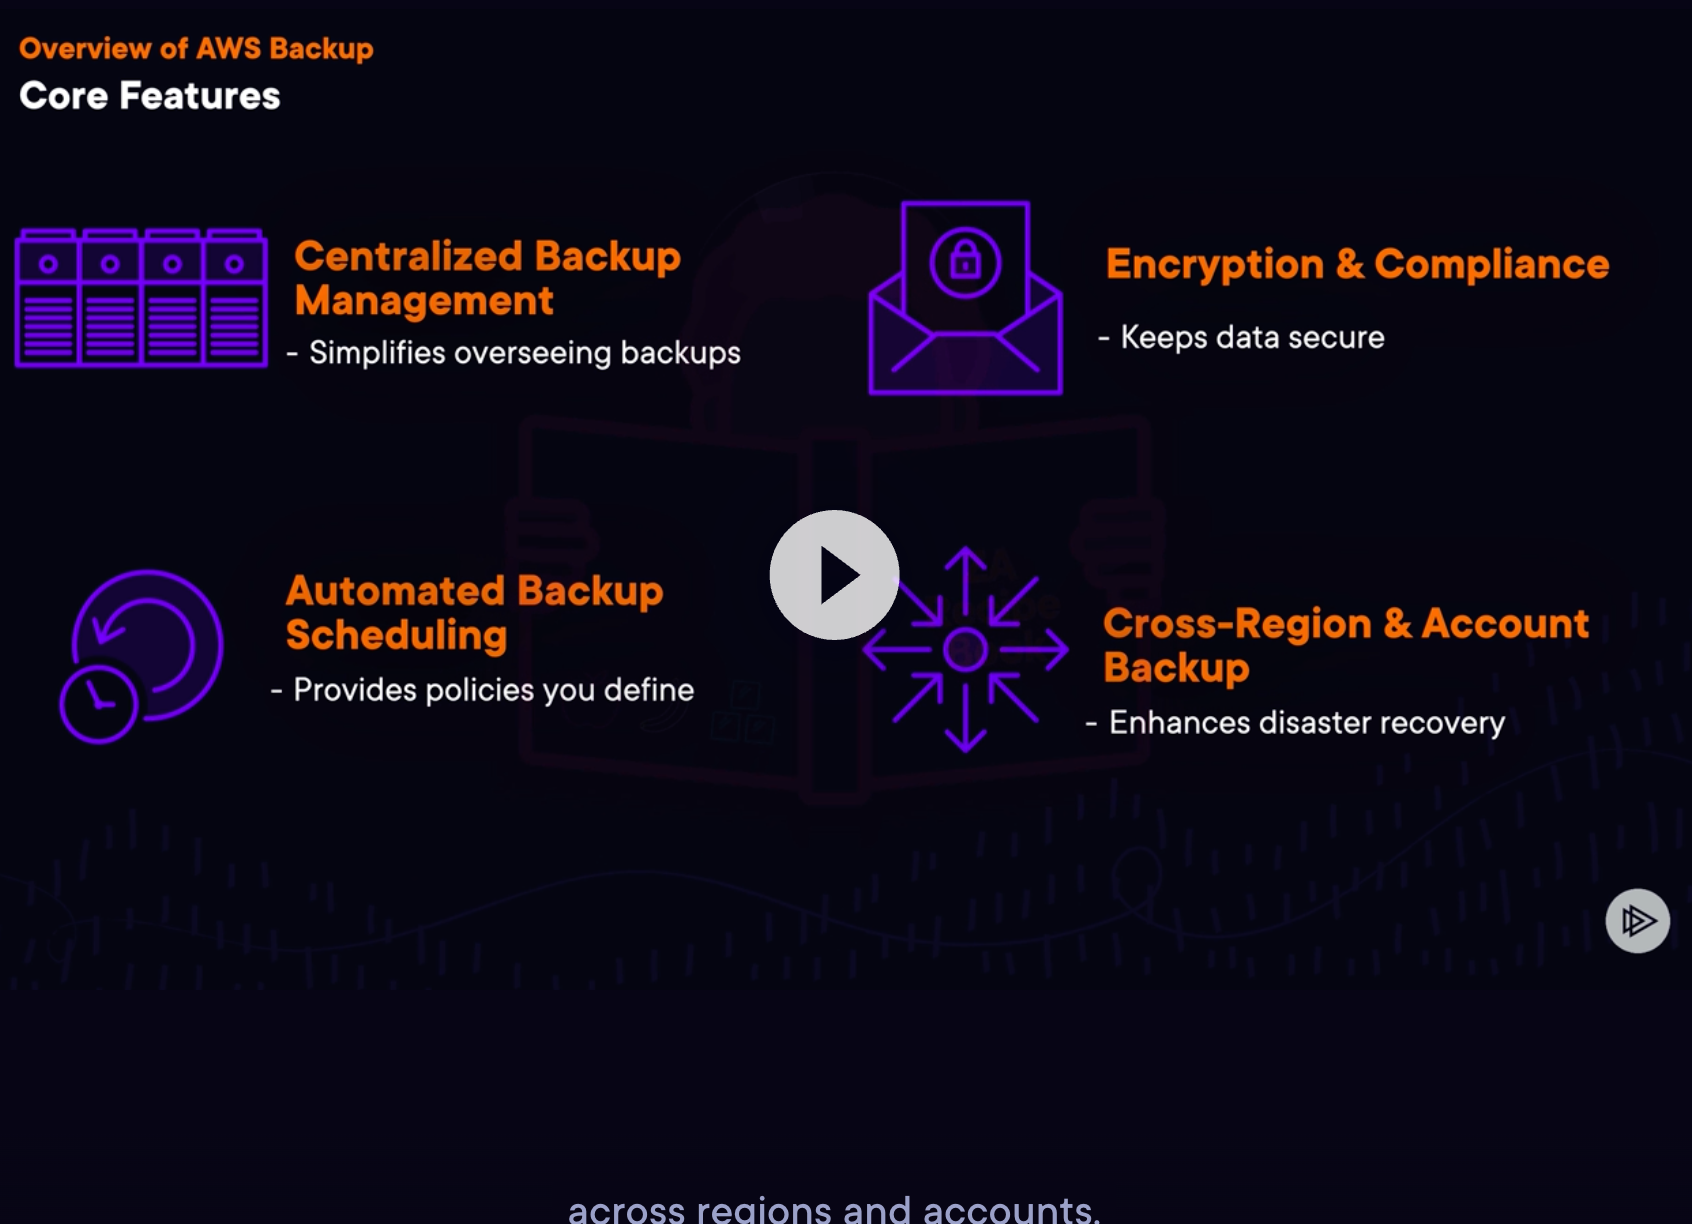 Overview of AWS Backup
Core Features
Centralized Backup
Management
- Simplifies overseeing backups
Encryption & Compliance
- Keeps data secure
Automated Backup
Scheduling
- Provides policies you define
Cross-Region & Account
Backup
- Enhances disaster recovery
across regions and accounts.